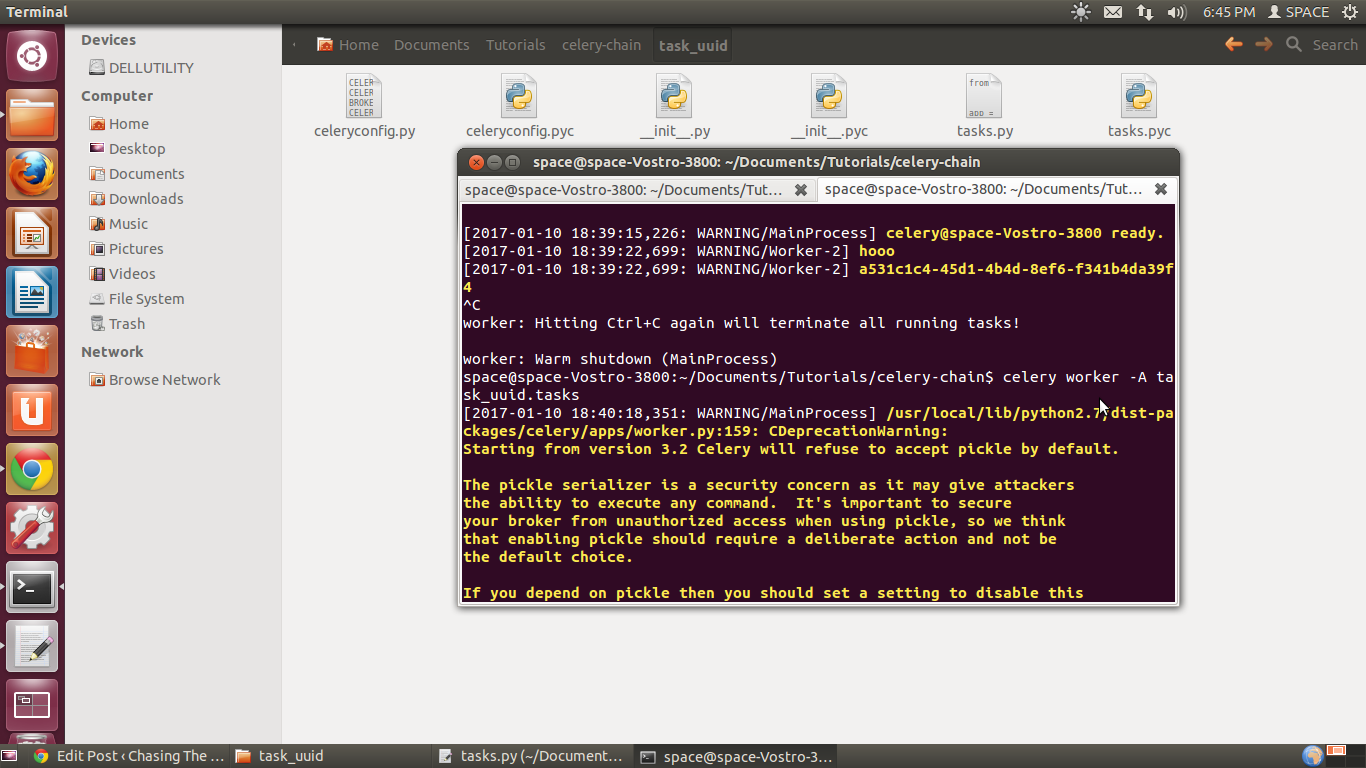 Terminal
6:45 PM SPACE
Devices
DELLUTILITY
Computer
Home
Desktop
Documents
Downloads
Music
Pictures
Videos
File System
Trash
Network
Browse Network
Home Documents Tutorials celery-chain task_uuid Search
CELER
CELER
BROKE
CELER
from
app =
celeryconfig.py celeryconfig.pyc __init__.py __init__.pyc tasks.py tasks.pyc
space@space-Vostro-3800: ~/Documents/Tutorials/celery-chain
space@space-Vostro-3800: ~/Documents/Tut... space@space-Vostro-3800: ~/Documents/Tut...
[2017-01-10 18:39:15,226: WARNING/MainProcess] celery@space-Vostro-3800 ready.
[2017-01-10 18:39:22,699: WARNING/Worker-2] hooo
[2017-01-10 18:39:22,699: WARNING/Worker-2] a531c1c4-45d1-4b4d-8ef6-f341b4da39f
4
^C
worker: Hitting Ctrl+C again will terminate all running tasks!
worker: Warm shutdown (MainProcess)
space@space-Vostro-3800:~/Documents/Tutorials/celery-chain$ celery worker -A ta
sk_uuid.tasks
[2017-01-10 18:40:18,351: WARNING/MainProcess] /usr/local/lib/python2.7/dist-pa
ckages/celery/apps/worker.py:159: CDeprecationWarning:
Starting from version 3.2 Celery will refuse to accept pickle by default.
The pickle serializer is a security concern as it may give attackers
the ability to execute any command.  It's important to secure
your broker from unauthorized access when using pickle, so we think
that enabling pickle should require a deliberate action and not be
the default choice.
If you depend on pickle then you should set a setting to disable this
Edit Post ‹ Chasing The ... task_uuid tasks.py (~/Document... space@space-Vostro-3...